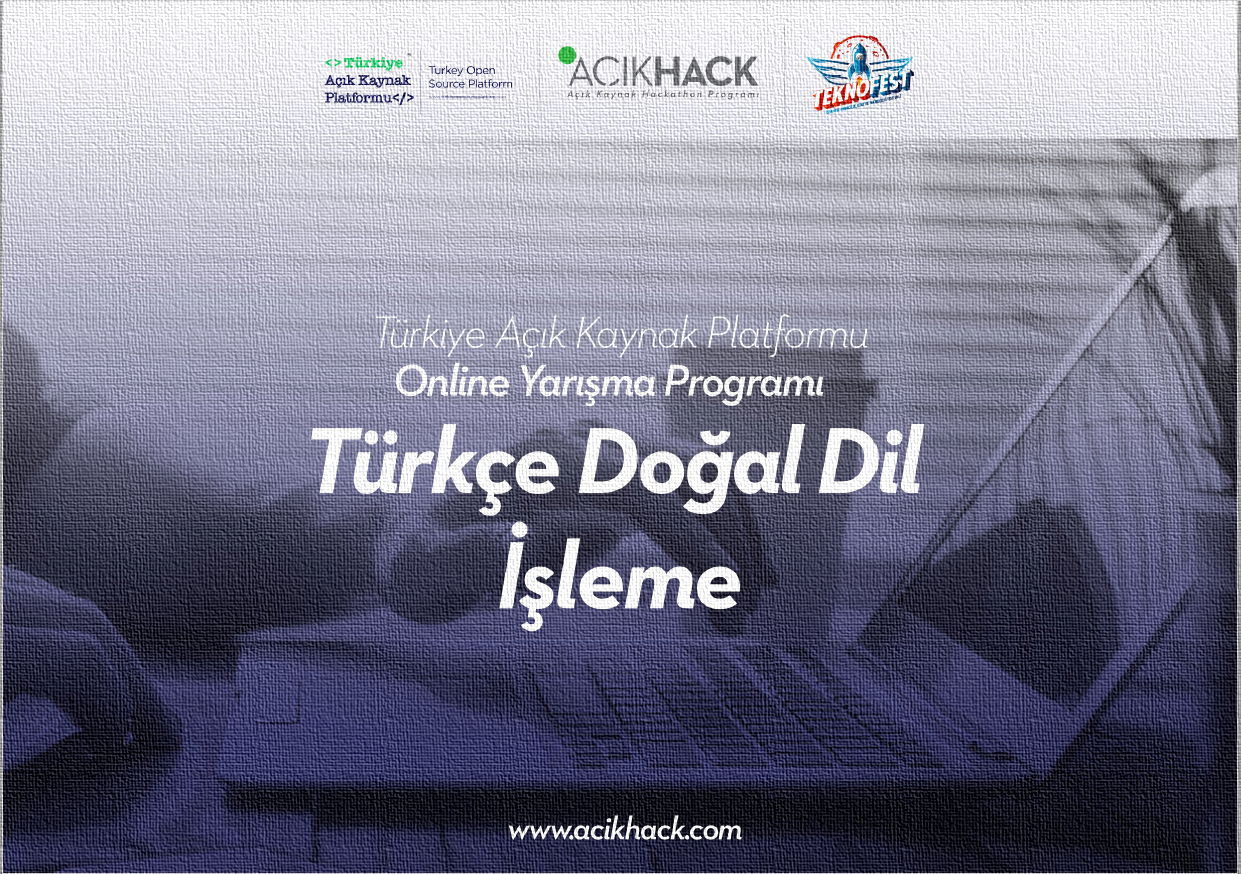 <>Türkiye
Açık Kaynak
Platformu</>
Turkey Open
Source Platform
ACIKHACK
Açık Kaynak Hackathon Programı
TEKNOFEST
Türkiye Açık Kaynak Platformu
Online Yarışma Programı
Türkçe Doğal Dil
İşleme
www.acikhack.com